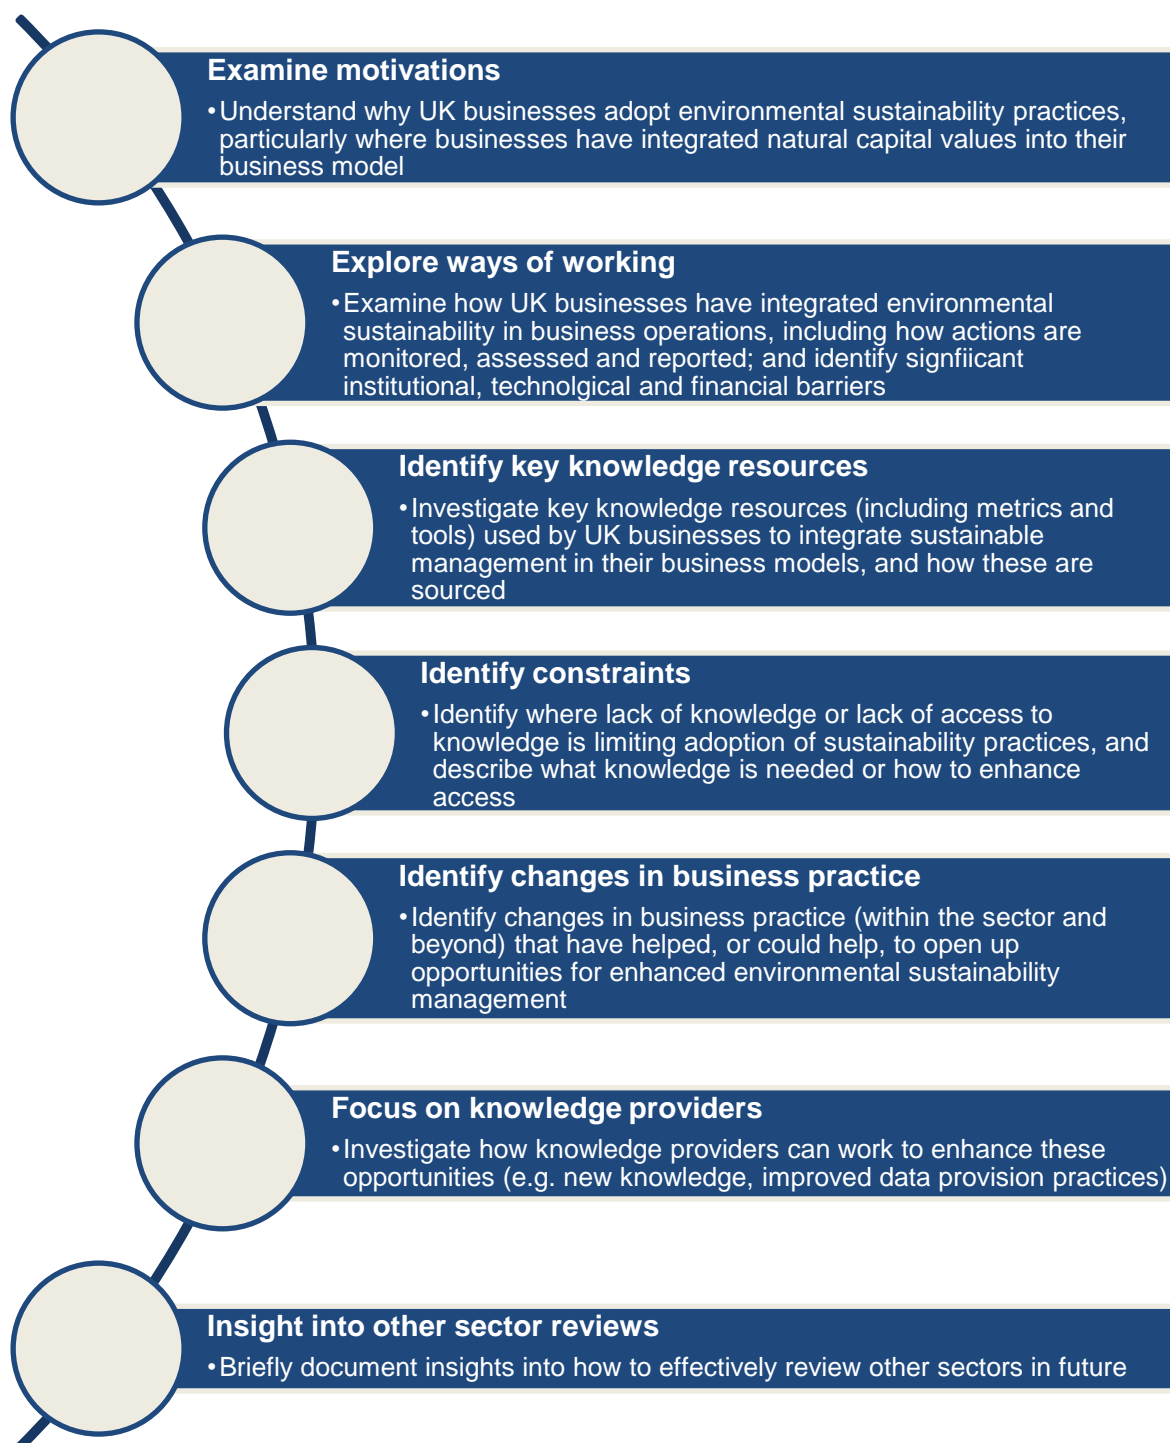 Examine motivations
•Understand why UK businesses adopt environmental sustainability practices,
particularly where businesses have integrated natural capital values into their
business model
Explore ways of working
•Examine how UK businesses have integrated environmental
sustainability in business operations, including how actions are
monitored, assessed and reported; and identify signfiicant
institutional, technolgical and financial barriers
Identify key knowledge resources
•Investigate key knowledge resources (including metrics and
tools) used by UK businesses to integrate sustainable
management in their business models, and how these are
sourced
Identify constraints
•Identify where lack of knowledge or lack of access to
knowledge is limiting adoption of sustainability practices, and
describe what knowledge is needed or how to enhance
access
Identify changes in business practice
•Identify changes in business practice (within the sector and
beyond) that have helped, or could help, to open up
opportunities for enhanced environmental sustainability
management
Focus on knowledge providers
•Investigate how knowledge providers can work to enhance these
opportunities (e.g. new knowledge, improved data provision practices)
Insight into other sector reviews
•Briefly document insights into how to effectively review other sectors in future